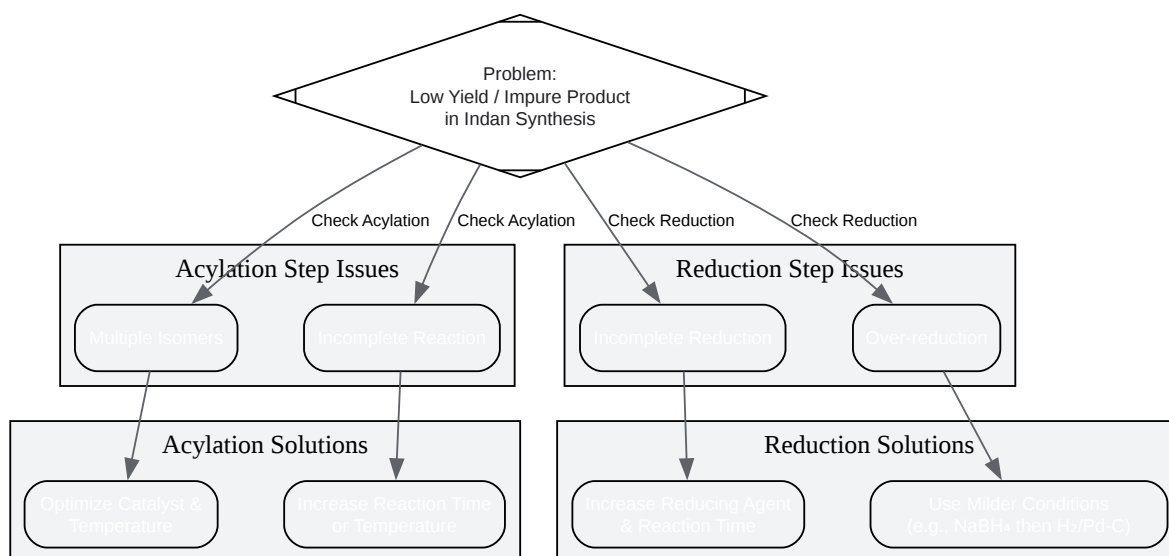 Problem:
Low Yield / Impure Product
in Indan Synthesis
Check Acylation
Check Acylation
Check Reduction
Check Reduction
Acylation Step Issues
Reduction Step Issues
Multiple Isomers
Incomplete Reaction
Incomplete Reduction
Over-reduction
Acylation Solutions
Reduction Solutions
Optimize Catalyst &
Temperature
Increase Reaction Time
or Temperature
Increase Reducing Agent
& Reaction Time
Use Milder Conditions
(e.g., NaBH₄ then H₂/Pd-C)